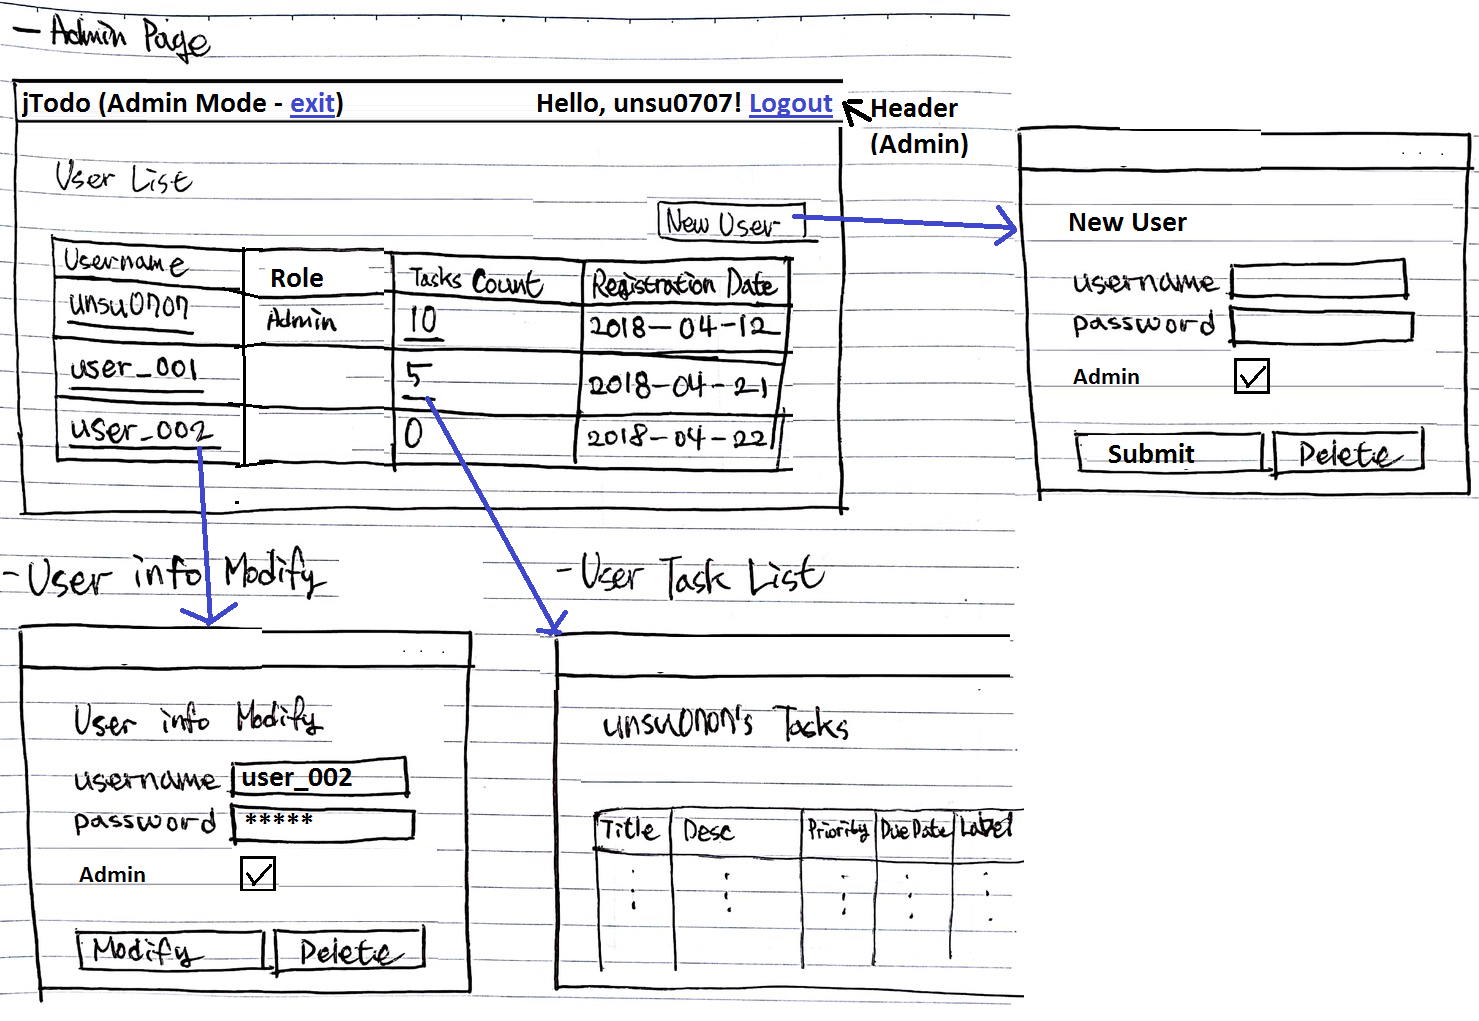 - Admin Page
jTodo (Admin Mode - exit) Hello, unsu0707! Logout
Header
(Admin)
User List
New User
Username Role Tasks Count Registration Date
unsu0707 Admin 10 2018-04-12
user_001 5 2018-04-21
user_002 0 2018-04-22
New User
username
password
Admin
Submit Delete
- User info Modify
User info Modify
username user_002
password *****
Admin
Modify Delete
- User Task List
unsu0707's Tasks
Title Desc Priority Due Date Label